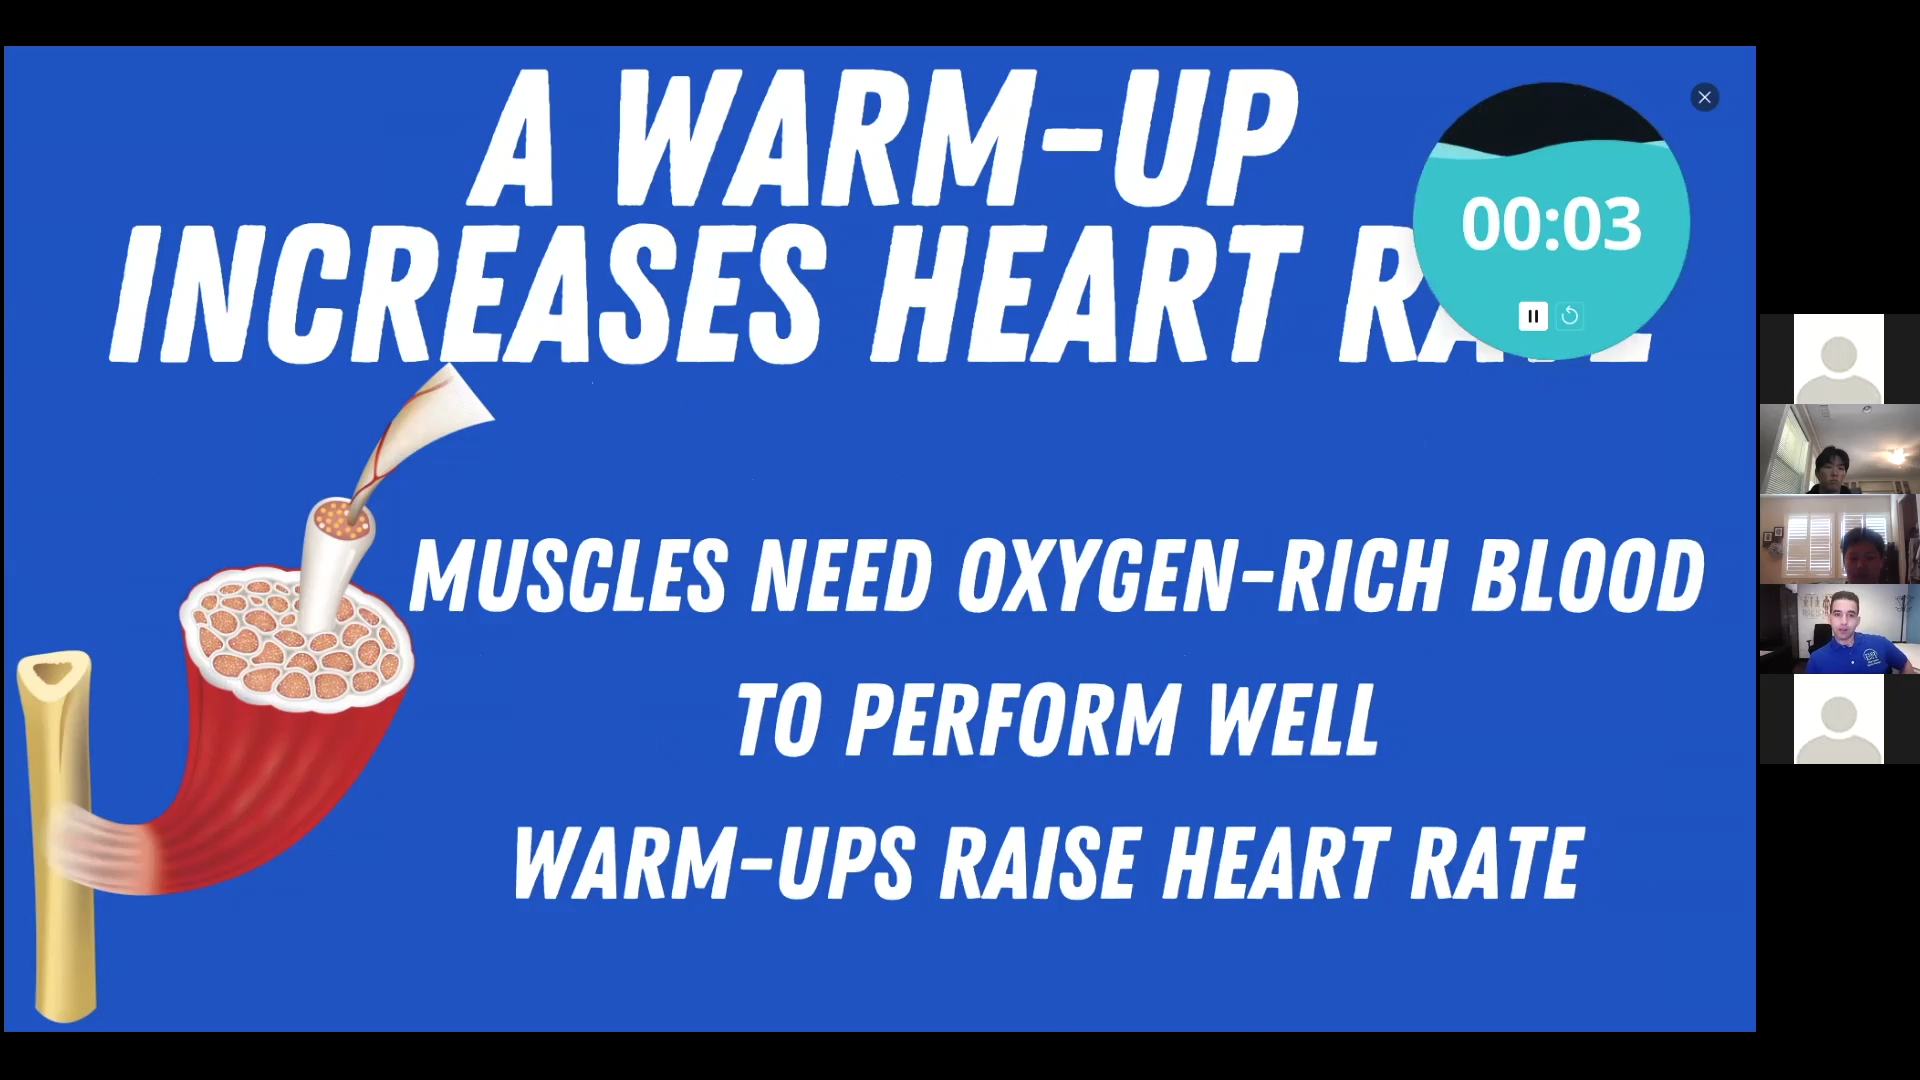 A WARM-UP
INCREASES HEART RATE
00:03
MUSCLES NEED OXYGEN-RICH BLOOD
TO PERFORM WELL
WARM-UPS RAISE HEART RATE